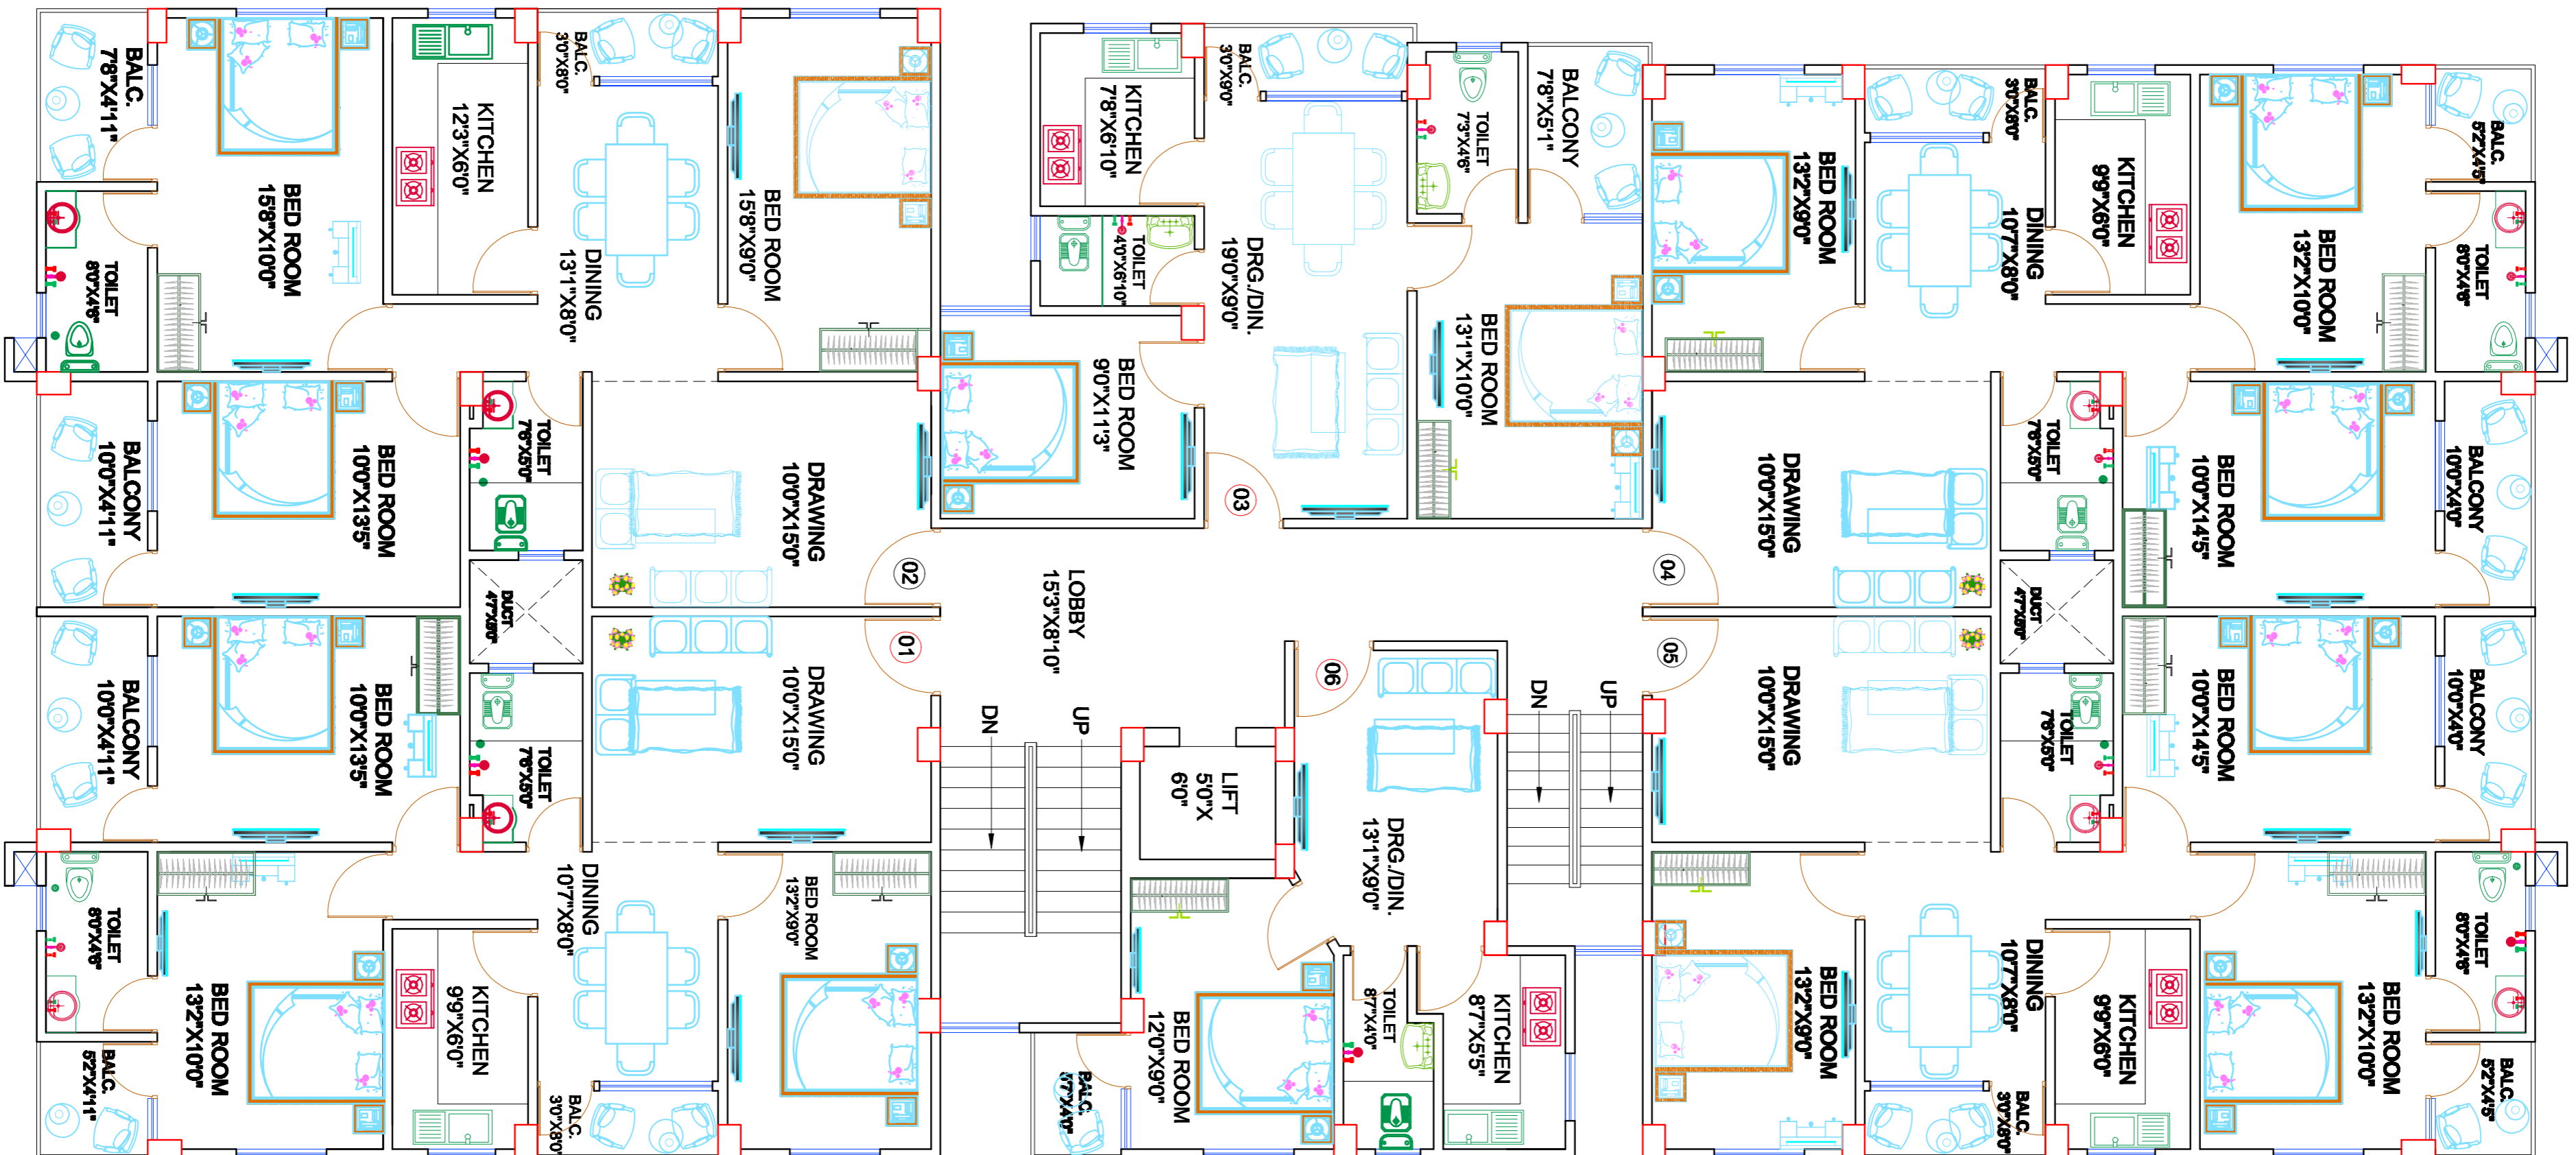 BALC.
7'8"X4'11"
BED ROOM
15'8"X10'0"
TOILET
8'0"X4'6"
KITCHEN
12'3"X6'0"
BALC.
3'0"X8'0"
DINING
13'1"X8'0"
BED ROOM
15'8"X9'0"
BALCONY
10'0"X4'11"
BED ROOM
10'0"X13'5"
TOILET
7'6"X5'0"
DUCT
4'7"X5'0"
DRAWING
10'0"X15'0"
02
BALCONY
10'0"X4'11"
BED ROOM
10'0"X13'5"
TOILET
7'6"X5'0"
DRAWING
10'0"X15'0"
01
TOILET
8'0"X4'6"
BALC.
5'2"X4'11"
BED ROOM
13'2"X10'0"
KITCHEN
9'9"X6'0"
DINING
10'7"X8'0"
BALC.
3'0"X8'0"
BED ROOM
13'2"X9'0"
KITCHEN
7'8"X6'10"
BALC.
3'0"X9'0"
TOILET
4'0"X6'10"
DRG./DIN.
19'0"X9'0"
BED ROOM
9'0"X11'3"
03
TOILET
7'3"X4'6"
BALCONY
7'8"X5'1"
BED ROOM
13'1"X10'0"
LOBBY
15'3"X8'10"
DN
UP
LIFT
5'0"X
6'0"
06
DRG./DIN.
13'1"X9'0"
DN
UP
BED ROOM
12'0"X9'0"
BALC.
TOILET
8'7"X4'0"
KITCHEN
8'7"X5'5"
BED ROOM
13'2"X9'0"
BALC.
3'0"X8'0"
DINING
10'7"X8'0"
KITCHEN
9'9"X6'0"
BED ROOM
13'2"X10'0"
BALC.
5'2"X4'5"
TOILET
8'0"X4'6"
04
DRAWING
10'0"X15'0"
TOILET
7'6"X5'0"
BED ROOM
10'0"X14'5"
BALCONY
10'0"X4'0"
DUCT
4'7"X5'0"
05
DRAWING
10'0"X15'0"
TOILET
7'6"X5'0"
BED ROOM
10'0"X14'5"
BALCONY
10'0"X4'0"
BED ROOM
13'2"X9'0"
DINING
10'7"X8'0"
BALC.
3'0"X8'0"
KITCHEN
9'9"X6'0"
BED ROOM
13'2"X10'0"
TOILET
8'0"X4'6"
BALC.
5'2"X4'5"